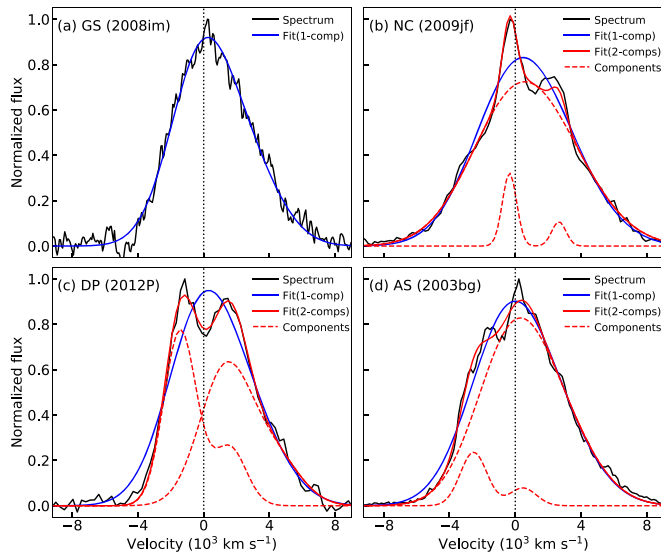 (a) GS (2008im)
Spectrum
Fit(1-comp)
(b) NC (2009jf)
Spectrum
Fit(1-comp)
Fit(2-comps)
Components
Normalized flux
1.0
0.8
0.6
0.4
0.2
0.0
(c) DP (2012P)
Spectrum
Fit(1-comp)
Fit(2-comps)
Components
(d) AS (2003bg)
Spectrum
Fit(1-comp)
Fit(2-comps)
Components
Normalized flux
1.0
0.8
0.6
0.4
0.2
0.0
−8 −4 0 4 8
−8 −4 0 4 8
Velocity (10³ km s⁻¹)
Velocity (10³ km s⁻¹)